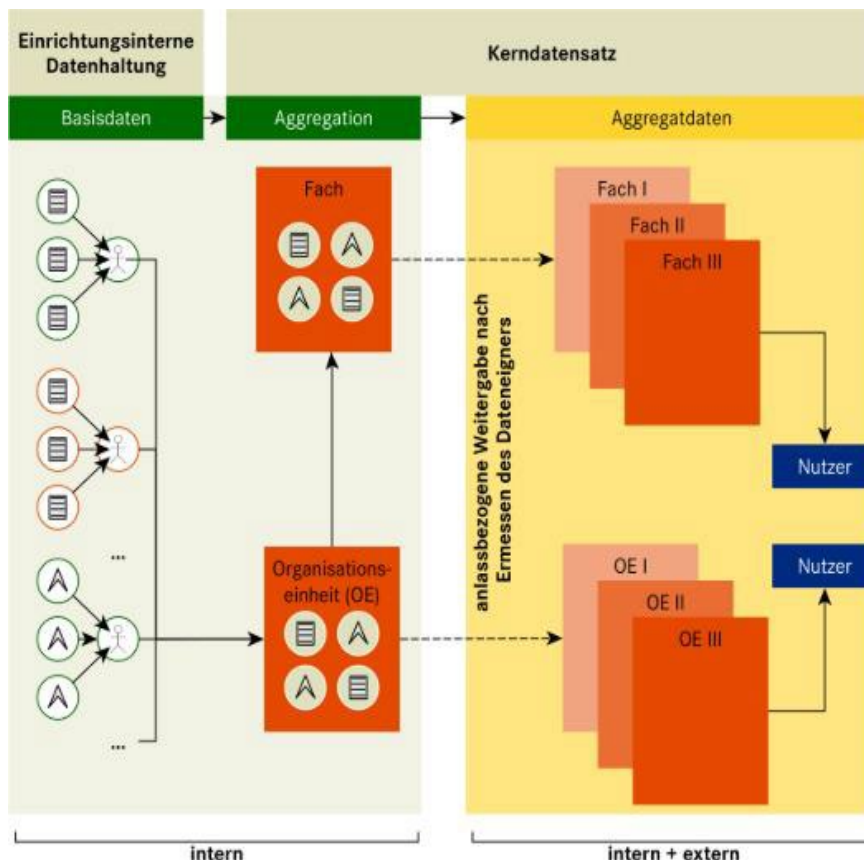 Einrichtungsinterne
Datenhaltung
Kerndatensatz
Basisdaten
Aggregation
Aggregatdaten
Fach
Fach I
Fach II
Fach III
anlassbezogene Weitergabe nach
Ermessen des Dateneigners
Nutzer
...
Organisations-
einheit (OE)
OE I
OE II
OE III
Nutzer
...
intern
intern + extern